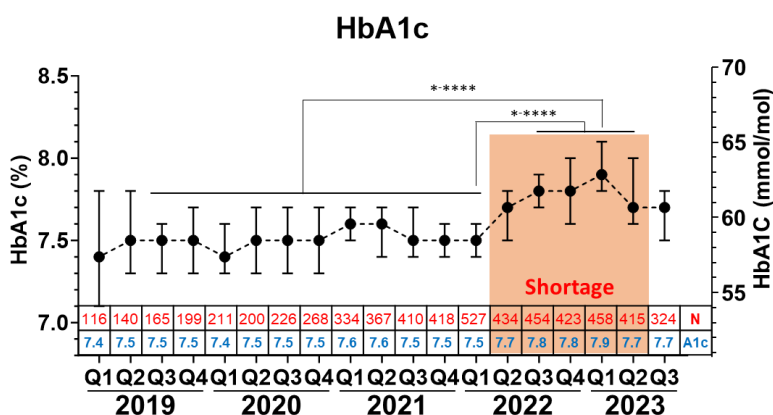 HbA1c
HbA1c (%)
8.5
8.0
7.5
7.0
HbA1C (mmol/mol)
70
65
60
55
*-****
*-****
Shortage
116 140 165 199 211 200 226 268 334 367 410 418 527 434 454 423 458 415 324 N
7.4 7.5 7.5 7.5 7.4 7.5 7.5 7.5 7.6 7.6 7.5 7.5 7.5 7.7 7.8 7.8 7.9 7.7 7.7 A1c
Q1 Q2 Q3 Q4 Q1 Q2 Q3 Q4 Q1 Q2 Q3 Q4 Q1 Q2 Q3 Q4 Q1 Q2 Q3
2019 2020 2021 2022 2023